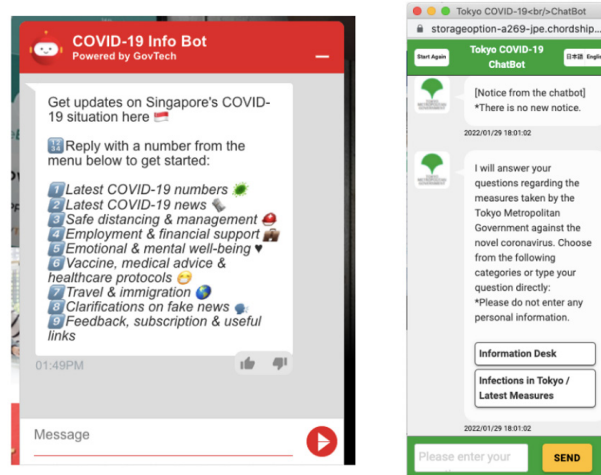 COVID-19 Info Bot
Powered by GovTech
Get updates on Singapore's COVID-
19 situation here
Reply with a number from the
menu below to get started:
1 Latest COVID-19 numbers
2 Latest COVID-19 news
3 Safe distancing & management
4 Employment & financial support
5 Emotional & mental well-being
6 Vaccine, medical advice &
healthcare protocols
7 Travel & immigration
8 Clarifications on fake news
9 Feedback, subscription & useful
links
01:49PM
Message
Tokyo COVID-19<br/>ChatBot
storageoption-a269-jpe.chordship...
Start Again
Tokyo COVID-19
ChatBot
日本語 Englis
[Notice from the chatbot]
*There is no new notice.
2022/01/29 18:01:02
I will answer your
questions regarding the
measures taken by the
Tokyo Metropolitan
Government against the
novel coronavirus. Choose
from the following
categories or type your
question directly:
*Please do not enter any
personal information.
Information Desk
Infections in Tokyo /
Latest Measures
2022/01/29 18:01:02
Please enter your
SEND